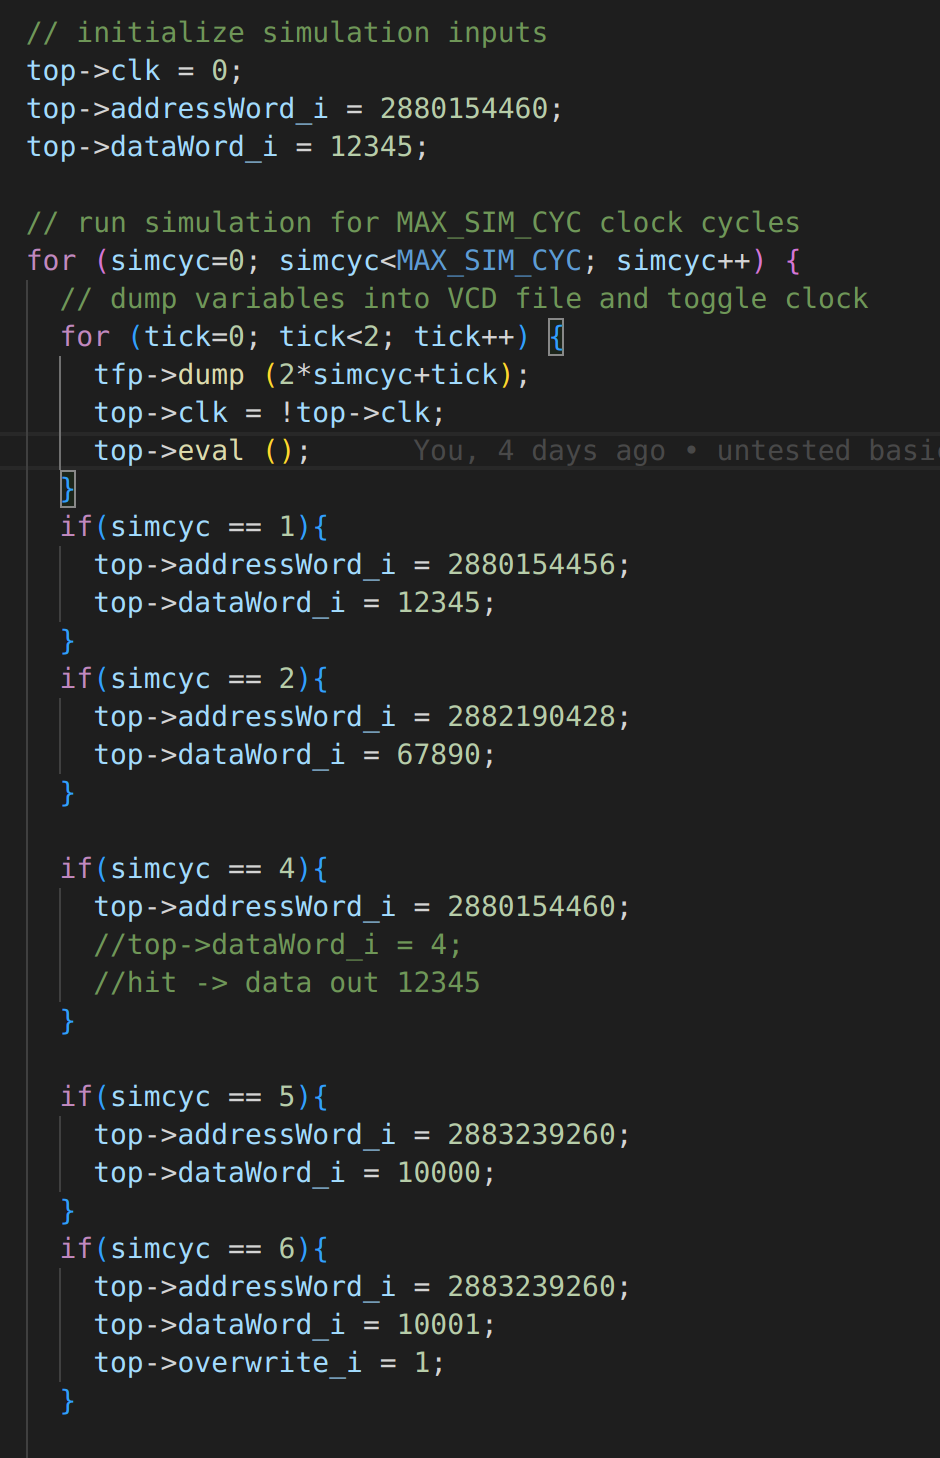 // initialize simulation inputs
top->clk = 0;
top->addressWord_i = 2880154460;
top->dataWord_i = 12345;
// run simulation for MAX_SIM_CYC clock cycles
for (simcyc=0; simcyc<MAX_SIM_CYC; simcyc++) {
// dump variables into VCD file and toggle clock
for (tick=0; tick<2; tick++) {
tfp->dump (2*simcyc+tick);
top->clk = !top->clk;
top->eval (); You, 4 days ago • untested basi
}
if(simcyc == 1){
top->addressWord_i = 2880154456;
top->dataWord_i = 12345;
}
if(simcyc == 2){
top->addressWord_i = 2882190428;
top->dataWord_i = 67890;
}
if(simcyc == 4){
top->addressWord_i = 2880154460;
//top->dataWord_i = 4;
//hit -> data out 12345
}
if(simcyc == 5){
top->addressWord_i = 2883239260;
top->dataWord_i = 10000;
}
if(simcyc == 6){
top->addressWord_i = 2883239260;
top->dataWord_i = 10001;
top->overwrite_i = 1;
}